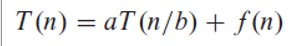 T(n) = aT(n/b) + f(n)